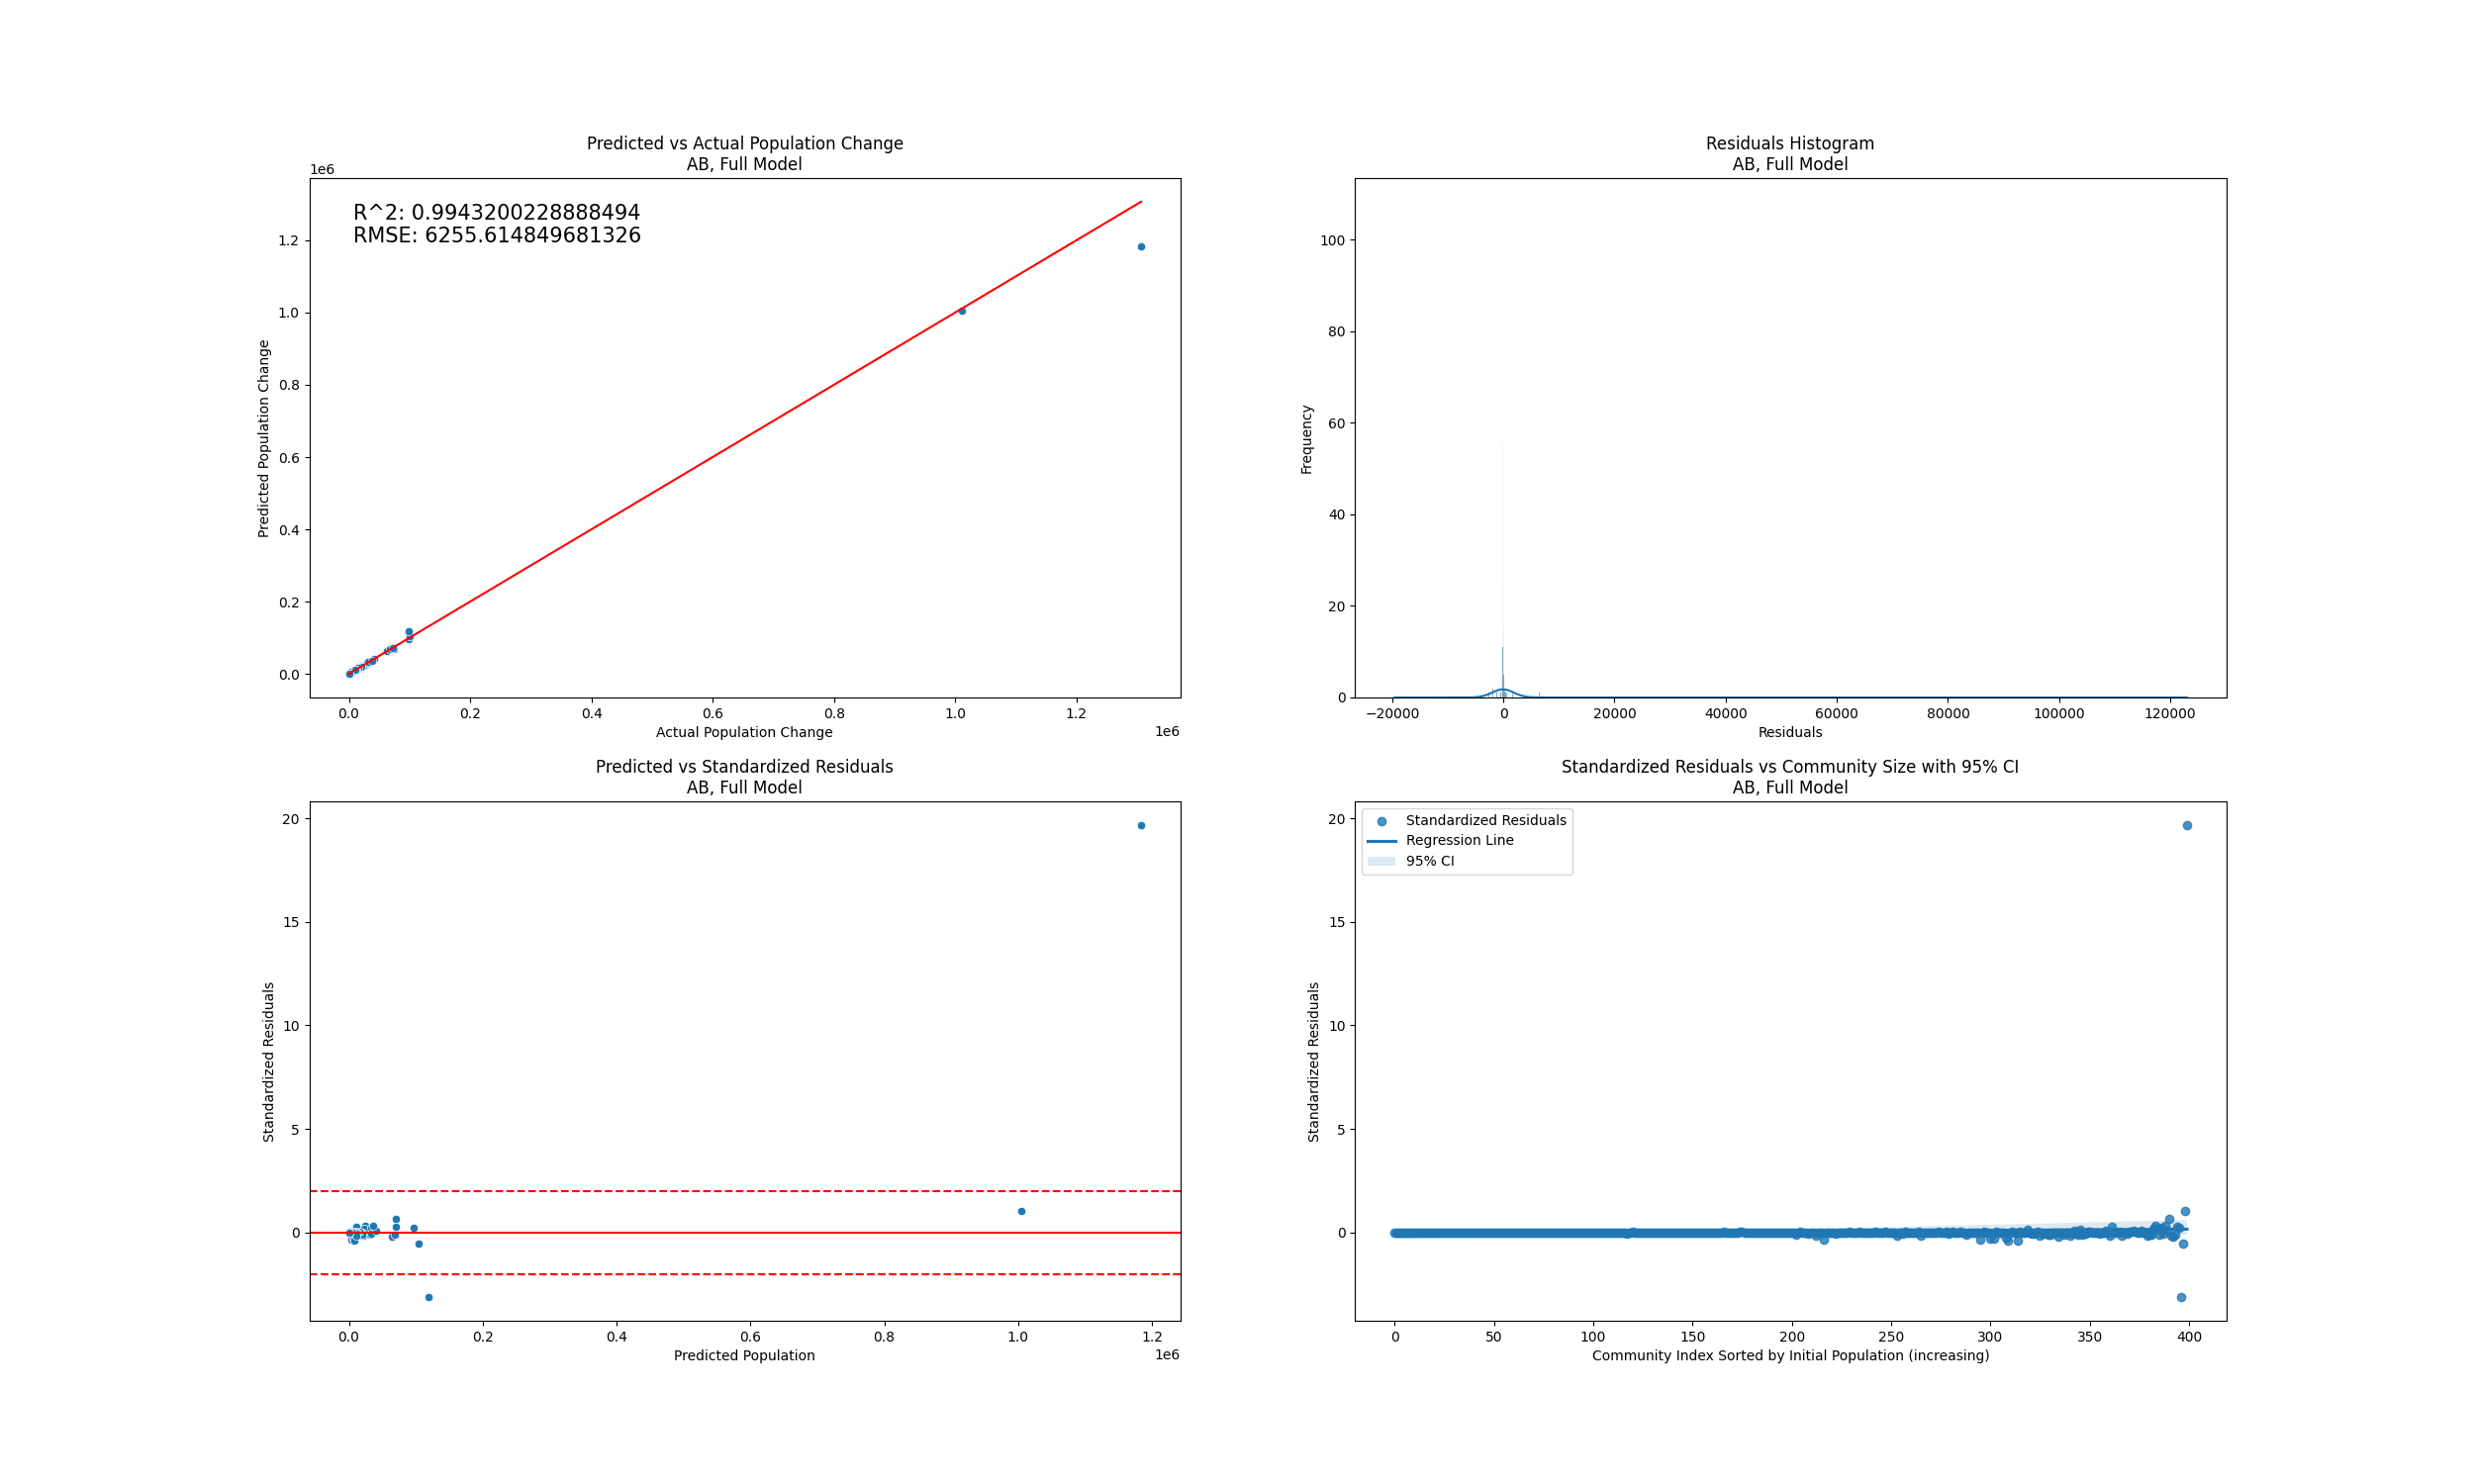 Predicted vs Actual Population Change
AB, Full Model
1e6
R^2: 0.9943200228888494
RMSE: 6255.614849681326
1.2
1.0
0.8
0.6
0.4
0.2
0.0
Predicted Population Change
0.0 0.2 0.4 0.6 0.8 1.0 1.2
Actual Population Change
1e6
Residuals Histogram
AB, Full Model
100
80
60
40
20
0
Frequency
−20000 0 20000 40000 60000 80000 100000 120000
Residuals
Predicted vs Standardized Residuals
AB, Full Model
20
15
10
5
0
Standardized Residuals
0.0 0.2 0.4 0.6 0.8 1.0 1.2
Predicted Population
1e6
Standardized Residuals vs Community Size with 95% CI
AB, Full Model
Standardized Residuals
Regression Line
95% CI
20
15
10
5
0
Standardized Residuals
0 50 100 150 200 250 300 350 400
Community Index Sorted by Initial Population (increasing)